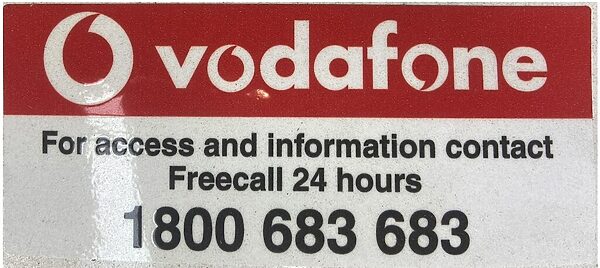 vodafone
For access and information contact
Freecall 24 hours
1800 683 683